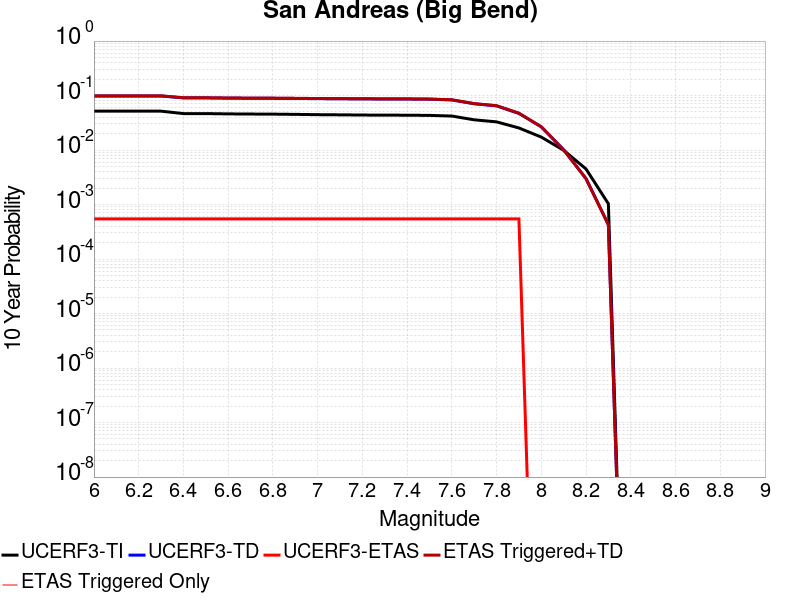 San Andreas (Big Bend)
10 0
10 -1
10 -2
10 -3
10 -4
10 -5
10 -6
10 -7
10 -8
10 Year Probability
6 6.2 6.4 6.6 6.8 7 7.2 7.4 7.6 7.8 8 8.2 8.4 8.6 8.8 9
Magnitude
UCERF3-TI UCERF3-TD UCERF3-ETAS ETAS Triggered+TD
ETAS Triggered Only